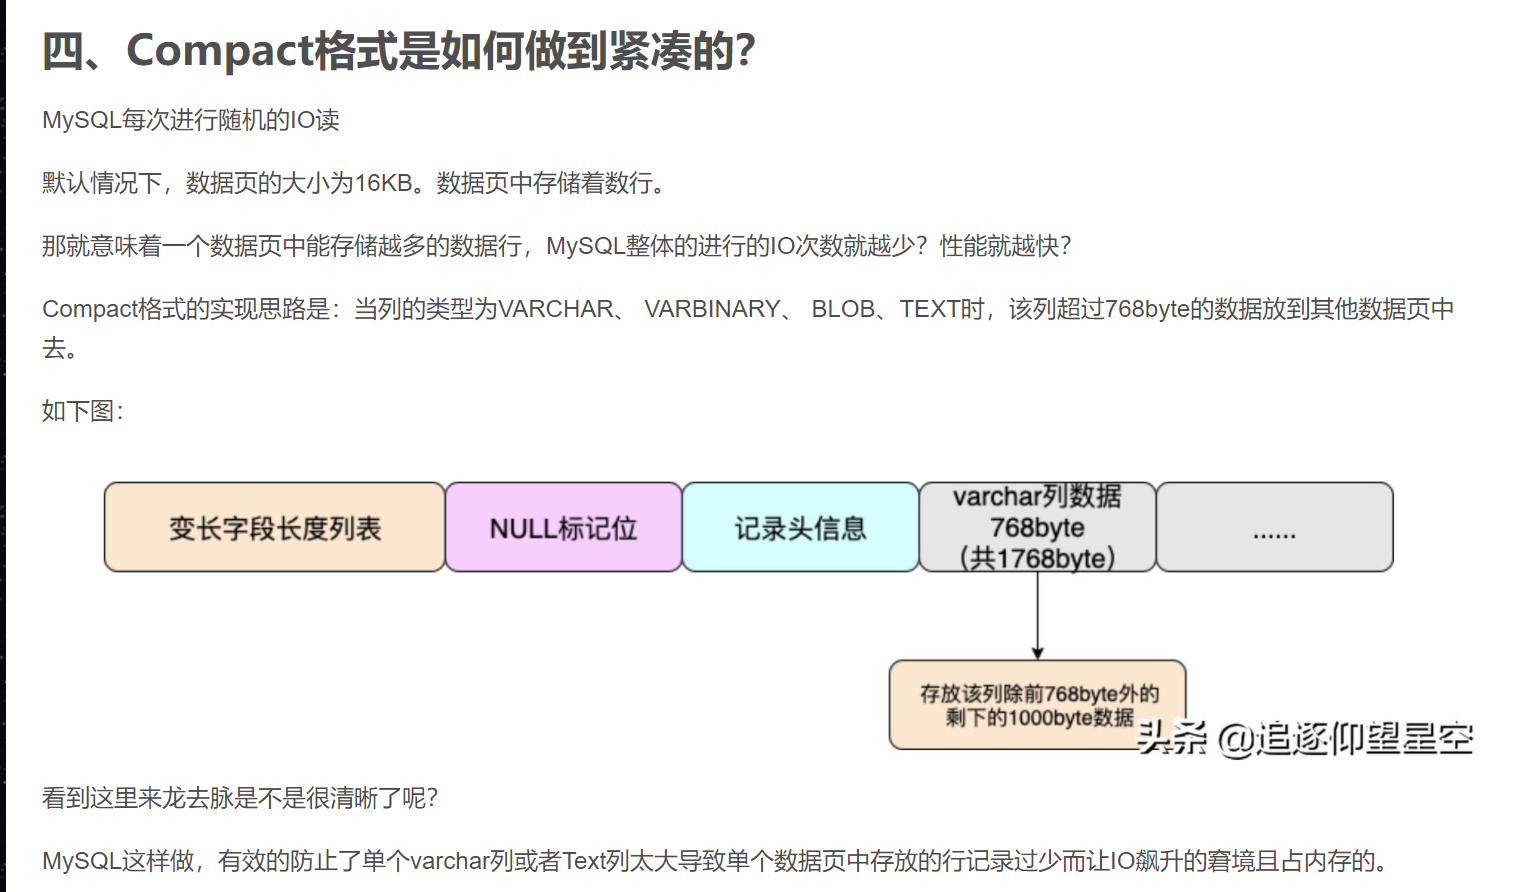 四、Compact格式是如何做到紧凑的？
MySQL每次进行随机的IO读
默认情况下，数据页的大小为16KB。数据页中存储着数行。
那就意味着一个数据页中能存储越多的数据行，MySQL整体的进行的IO次数就越少？性能就越快？
Compact格式的实现思路是：当列的类型为VARCHAR、 VARBINARY、 BLOB、TEXT时，该列超过768byte的数据放到其他数据页中
去。
如下图：
变长字段长度列表
NULL标记位
记录头信息
varchar列数据
768byte
（共1768byte）
......
存放该列除前768byte外的
剩下的1000byte数据
头条 @追逐仰望星空
看到这里来龙去脉是不是很清晰了呢？
MySQL这样做，有效的防止了单个varchar列或者Text列太大导致单个数据页中存放的行记录过少而让IO飙升的窘境且占内存的。